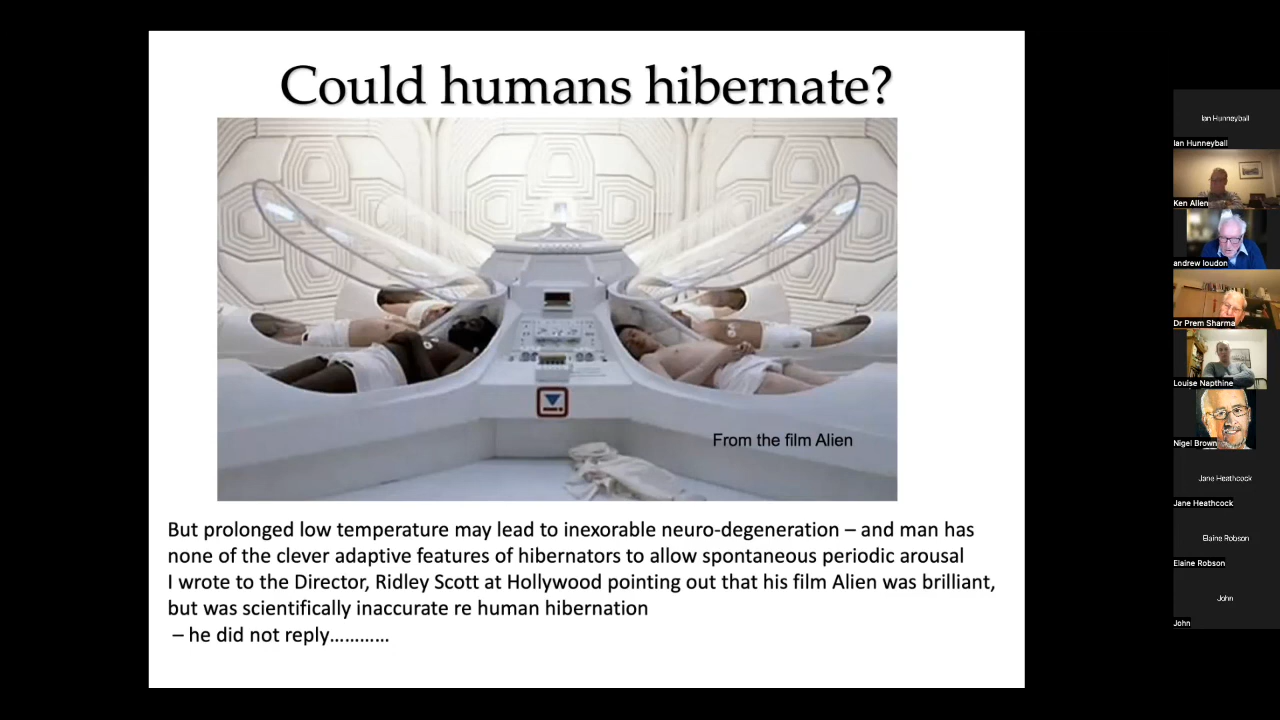 Could humans hibernate?
From the film Alien
But prolonged low temperature may lead to inexorable neuro-degeneration – and man has
none of the clever adaptive features of hibernators to allow spontaneous periodic arousal
I wrote to the Director, Ridley Scott at Hollywood pointing out that his film Alien was brilliant,
but was scientifically inaccurate re human hibernation
– he did not reply…………
Ian Hunneyball
Ian Hunneyball
Ken Allen
andrew loudon
Dr Prem Sharma
Louise Napthine
Nigel Brown
Jane Heathcock
Jane Heathcock
Elaine Robson
Elaine Robson
John
John